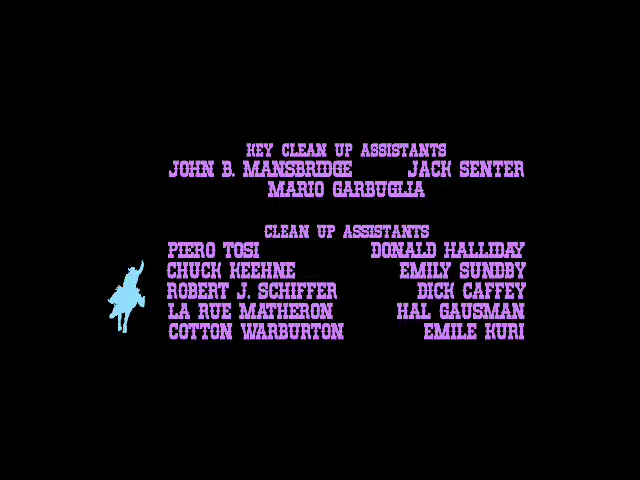 KEY CLEAN UP ASSISTANTS
JOHN B. MANSBRIDGE JACK SENTER
MARIO GARBUGLIA
CLEAN UP ASSISTANTS
PIERO TOSI DONALD HALLIDAY
CHUCK KEEHNE EMILY SUNDBY
ROBERT J. SCHIFFER DICK CAFFEY
LA RUE MATHERON HAL GAUSMAN
COTTON WARBURTON EMILE KURI